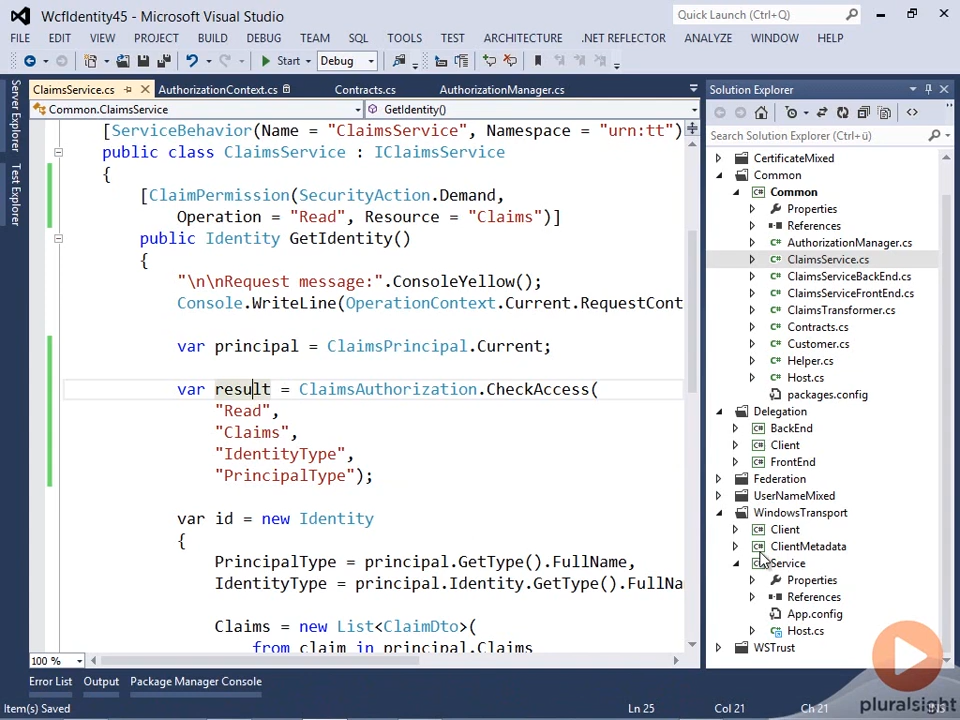 WcfIdentity45 - Microsoft Visual Studio
Quick Launch (Ctrl+Ü)
FILE EDIT VIEW PROJECT BUILD DEBUG TEAM SQL TOOLS TEST ARCHITECTURE .NET REFLECTOR ANALYZE WINDOW HELP
Start Debug
Server Explorer
Test Explorer
ClaimsService.cs AuthorizationContext.cs Contracts.cs AuthorizationManager.cs
Common.ClaimsService GetIdentity()
[ServiceBehavior(Name = "ClaimsService", Namespace = "urn:tt")
public class ClaimsService : IClaimsService
{
[ClaimPermission(SecurityAction.Demand,
Operation = "Read", Resource = "Claims")]
public Identity GetIdentity()
{
"\n\nRequest message:".ConsoleYellow();
Console.WriteLine(OperationContext.Current.RequestCont
var principal = ClaimsPrincipal.Current;
var result = ClaimsAuthorization.CheckAccess(
"Read",
"Claims",
"IdentityType",
"PrincipalType");
var id = new Identity
{
PrincipalType = principal.GetType().FullName,
IdentityType = principal.Identity.GetType().FullNa
Claims = new List<ClaimDto>(
from claim in principal.Claims
100 %
Solution Explorer
Search Solution Explorer (Ctrl+ü)
CertificateMixed
Common
Common
Properties
References
AuthorizationManager.cs
ClaimsService.cs
ClaimsServiceBackEnd.cs
ClaimsServiceFrontEnd.cs
ClaimsTransformer.cs
Contracts.cs
Customer.cs
Helper.cs
Host.cs
packages.config
Delegation
BackEnd
Client
FrontEnd
Federation
UserNameMixed
WindowsTransport
Client
ClientMetadata
Service
Properties
References
App.config
Host.cs
WSTrust
Error List Output Package Manager Console
Item(s) Saved Ln 25 Col 21 Ch 21 INS
pluralsight